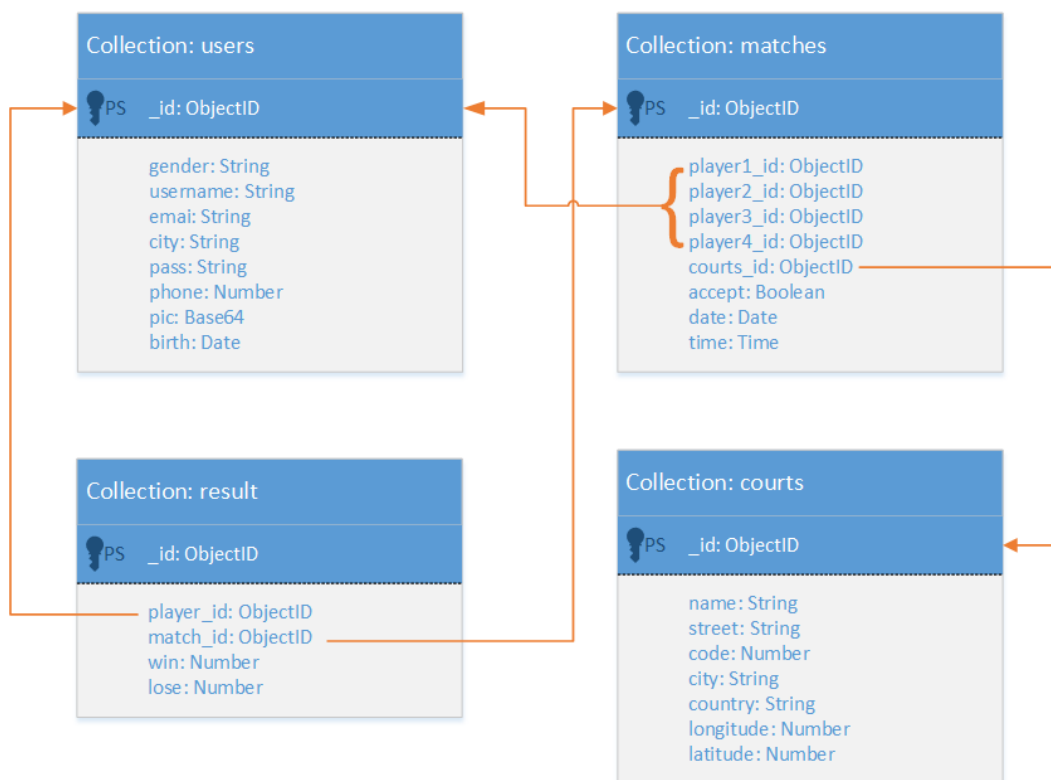 Collection: users
PS _id: ObjectID
gender: String
username: String
emai: String
city: String
pass: String
phone: Number
pic: Base64
birth: Date
Collection: matches
PS _id: ObjectID
player1_id: ObjectID
player2_id: ObjectID
player3_id: ObjectID
player4_id: ObjectID
courts_id: ObjectID
accept: Boolean
date: Date
time: Time
Collection: result
PS _id: ObjectID
player_id: ObjectID
match_id: ObjectID
win: Number
lose: Number
Collection: courts
PS _id: ObjectID
name: String
street: String
code: Number
city: String
country: String
longitude: Number
latitude: Number